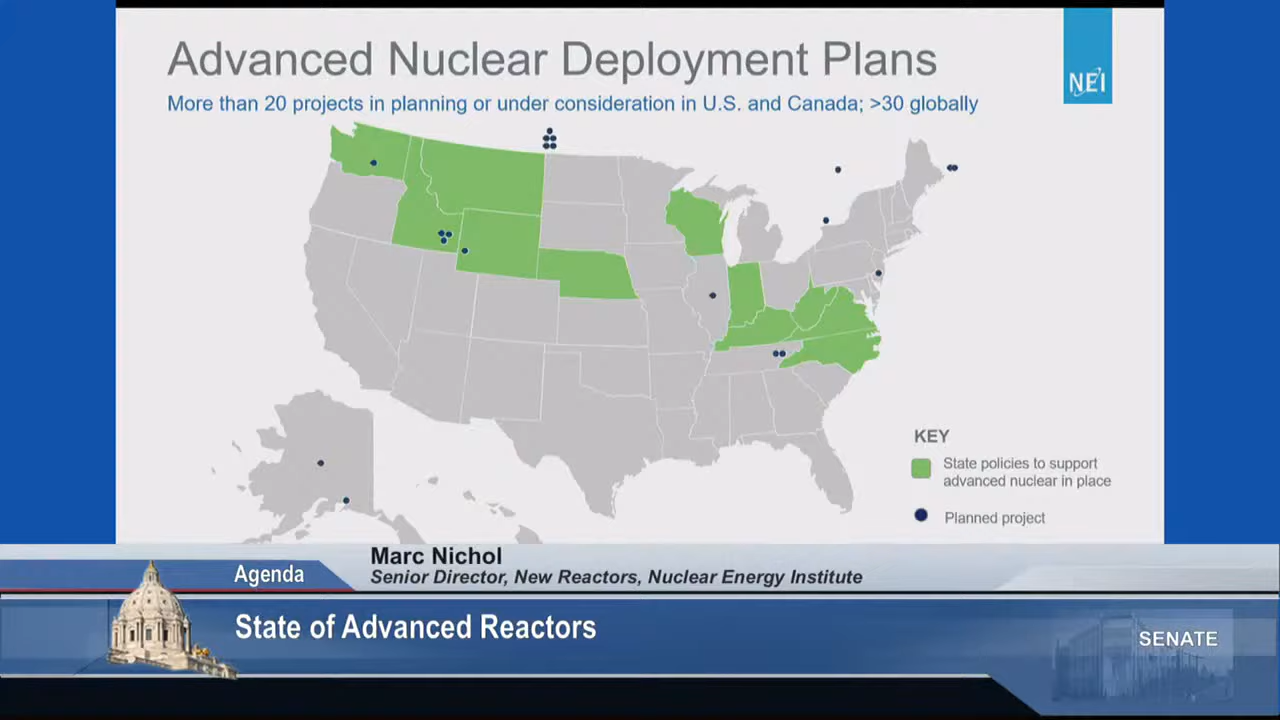 Advanced Nuclear Deployment Plans
NEI
More than 20 projects in planning or under consideration in U.S. and Canada; >30 globally
KEY
State policies to support
advanced nuclear in place
Planned project
Marc Nichol
Agenda
Senior Director, New Reactors, Nuclear Energy Institute
State of Advanced Reactors
SENATE